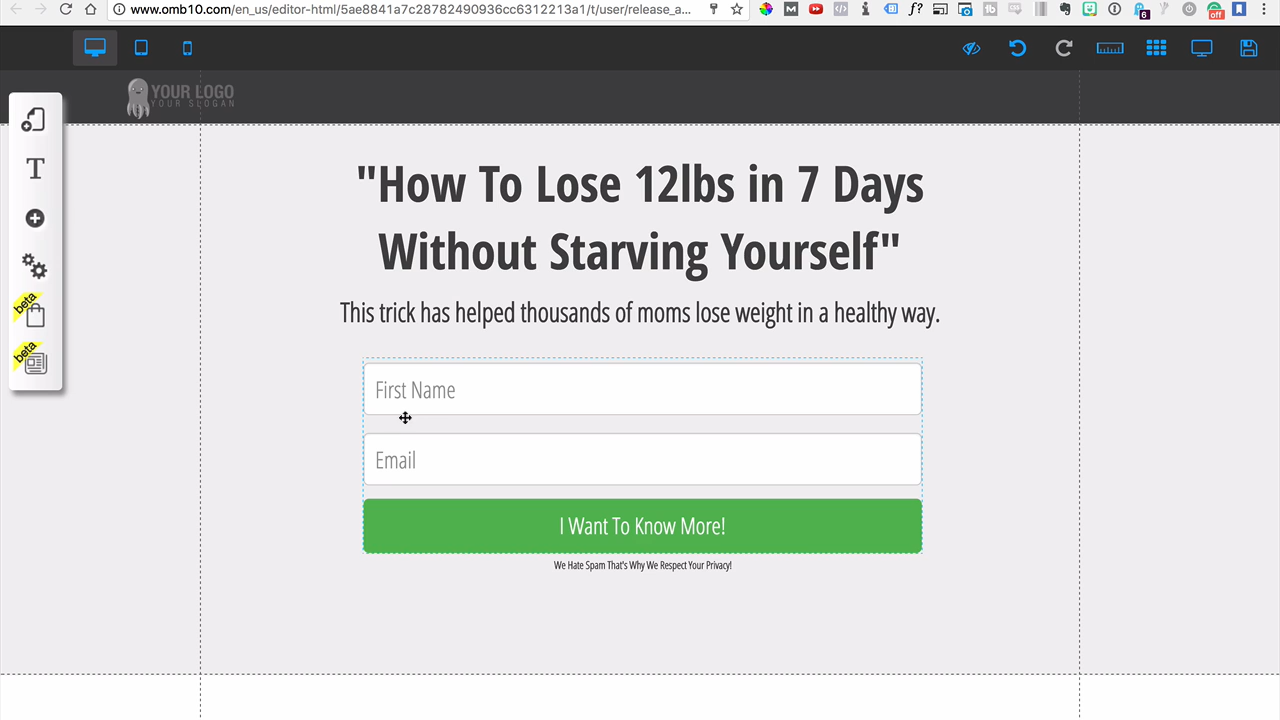 www.omb10.com/en_us/editor-html/5ae8841a7c28782490936cc6312213a1/t/user/release_a...
6
off
YOUR LOGO
YOUR SLOGAN
T
beta
beta
"How To Lose 12lbs in 7 Days
Without Starving Yourself"
This trick has helped thousands of moms lose weight in a healthy way.
First Name
Email
I Want To Know More!
We Hate Spam That's Why We Respect Your Privacy!